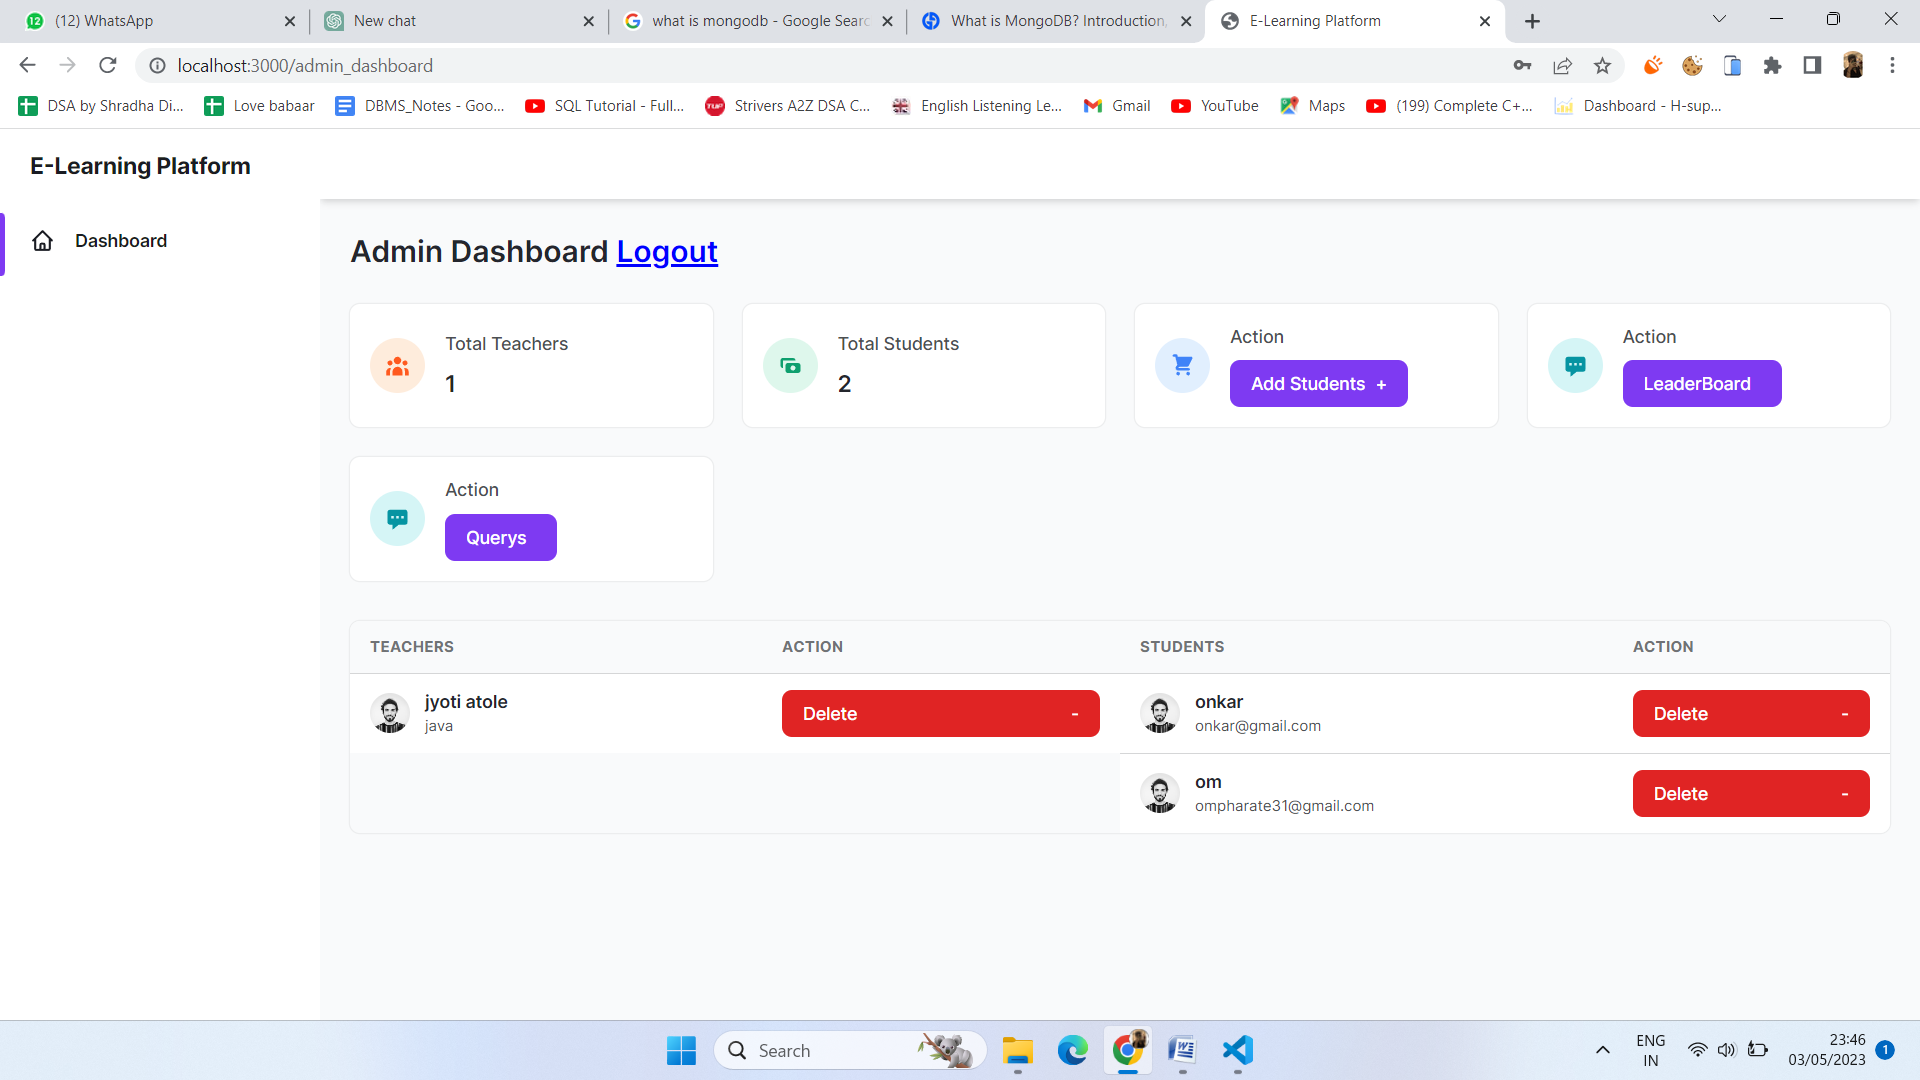 (12) WhatsApp
New chat
what is mongodb - Google Searc
What is MongoDB? Introduction,
E-Learning Platform
localhost:3000/admin_dashboard
DSA by Shradha Di...
Love babaar
DBMS_Notes - Goo...
SQL Tutorial - Full...
Strivers A2Z DSA C...
English Listening Le...
Gmail
YouTube
Maps
(199) Complete C+...
Dashboard - H-sup...
E-Learning Platform
Dashboard
Admin Dashboard Logout
Total Teachers
1
Total Students
2
Action
Add Students +
Action
LeaderBoard
Action
Querys
TEACHERS ACTION STUDENTS ACTION
jyoti atole
java
Delete -
onkar
onkar@gmail.com
Delete -
om
ompharate31@gmail.com
Delete -
Search
ENG
IN
23:46
03/05/2023
1